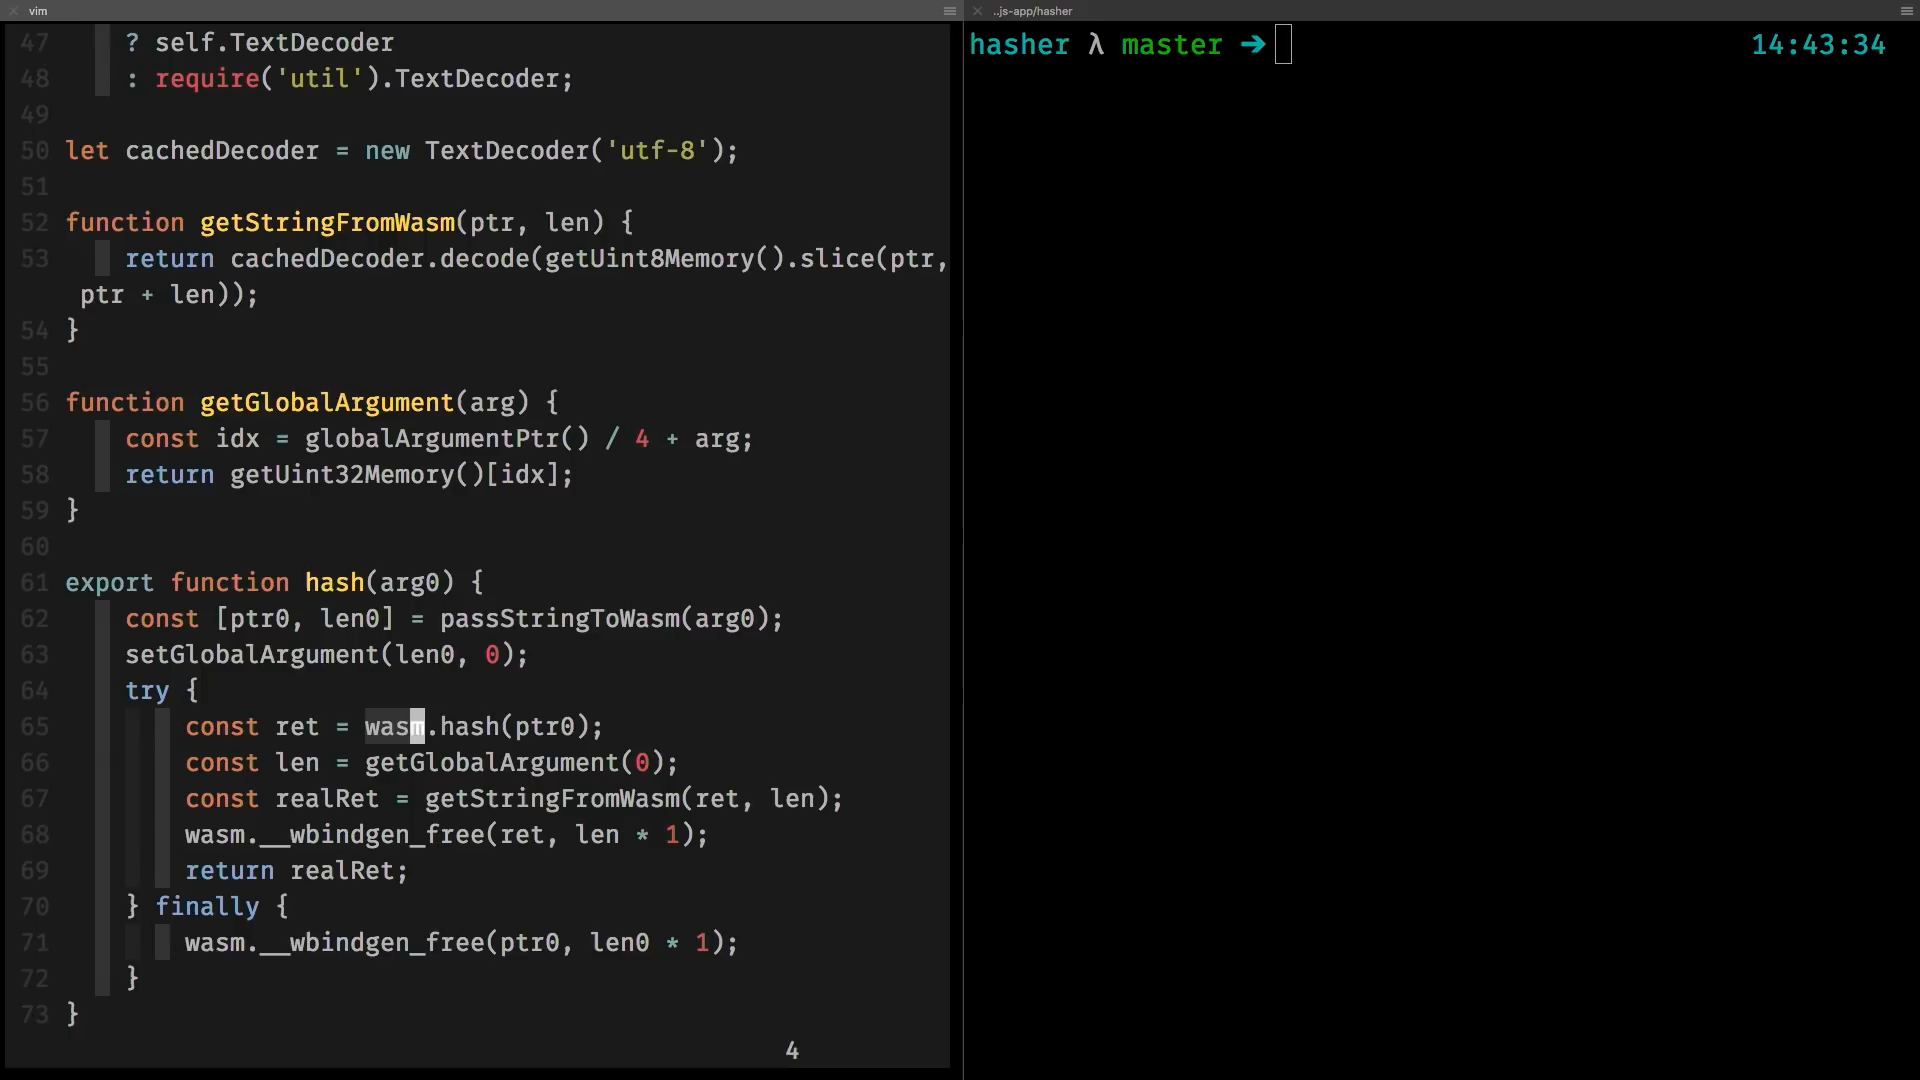 vim
47 ? self.TextDecoder
48 : require('util').TextDecoder;
49
50 let cachedDecoder = new TextDecoder('utf-8');
51
52 function getStringFromWasm(ptr, len) {
53 return cachedDecoder.decode(getUint8Memory().slice(ptr,
ptr + len));
54 }
55
56 function getGlobalArgument(arg) {
57 const idx = globalArgumentPtr() / 4 + arg;
58 return getUint32Memory()[idx];
59 }
60
61 export function hash(arg0) {
62 const [ptr0, len0] = passStringToWasm(arg0);
63 setGlobalArgument(len0, 0);
64 try {
65 const ret = wasm.hash(ptr0);
66 const len = getGlobalArgument(0);
67 const realRet = getStringFromWasm(ret, len);
68 wasm.__wbindgen_free(ret, len * 1);
69 return realRet;
70 } finally {
71 wasm.__wbindgen_free(ptr0, len0 * 1);
72 }
73 }
4
..js-app/hasher
hasher λ master ➔ 14:43:34